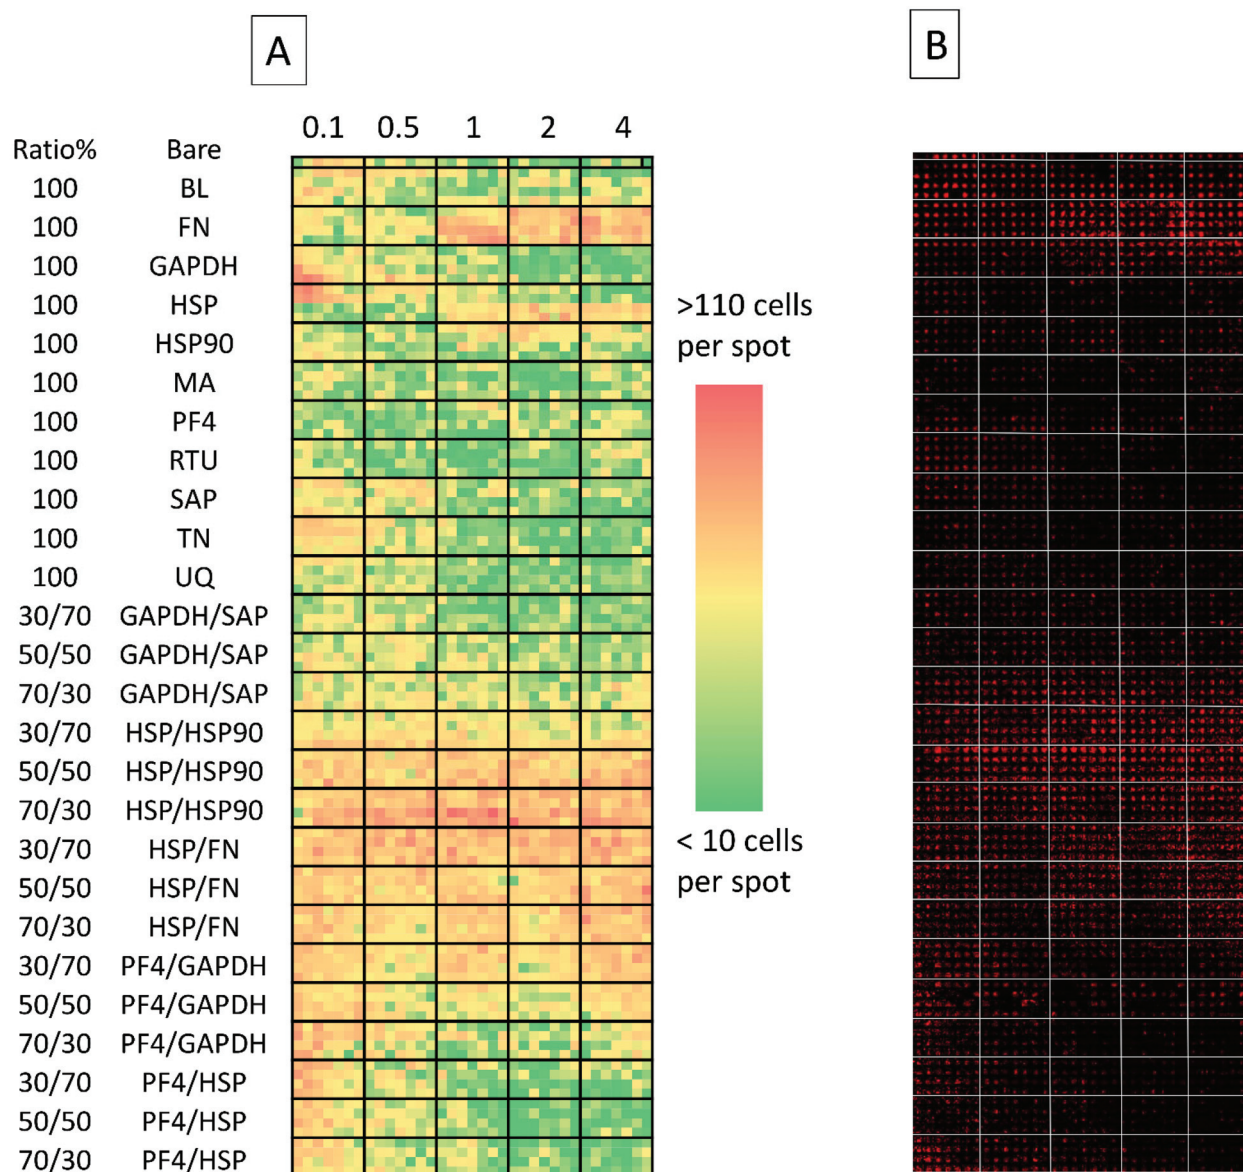 A
B
0.1 0.5 1 2 4
Ratio% Bare
100 BL
100 FN
100 GAPDH
100 HSP
100 HSP90
100 MA
100 PF4
100 RTU
100 SAP
100 TN
100 UQ
30/70 GAPDH/SAP
50/50 GAPDH/SAP
70/30 GAPDH/SAP
30/70 HSP/HSP90
50/50 HSP/HSP90
70/30 HSP/HSP90
30/70 HSP/FN
50/50 HSP/FN
70/30 HSP/FN
30/70 PF4/GAPDH
50/50 PF4/GAPDH
70/30 PF4/GAPDH
30/70 PF4/HSP
50/50 PF4/HSP
70/30 PF4/HSP
>110 cells
per spot
< 10 cells
per spot